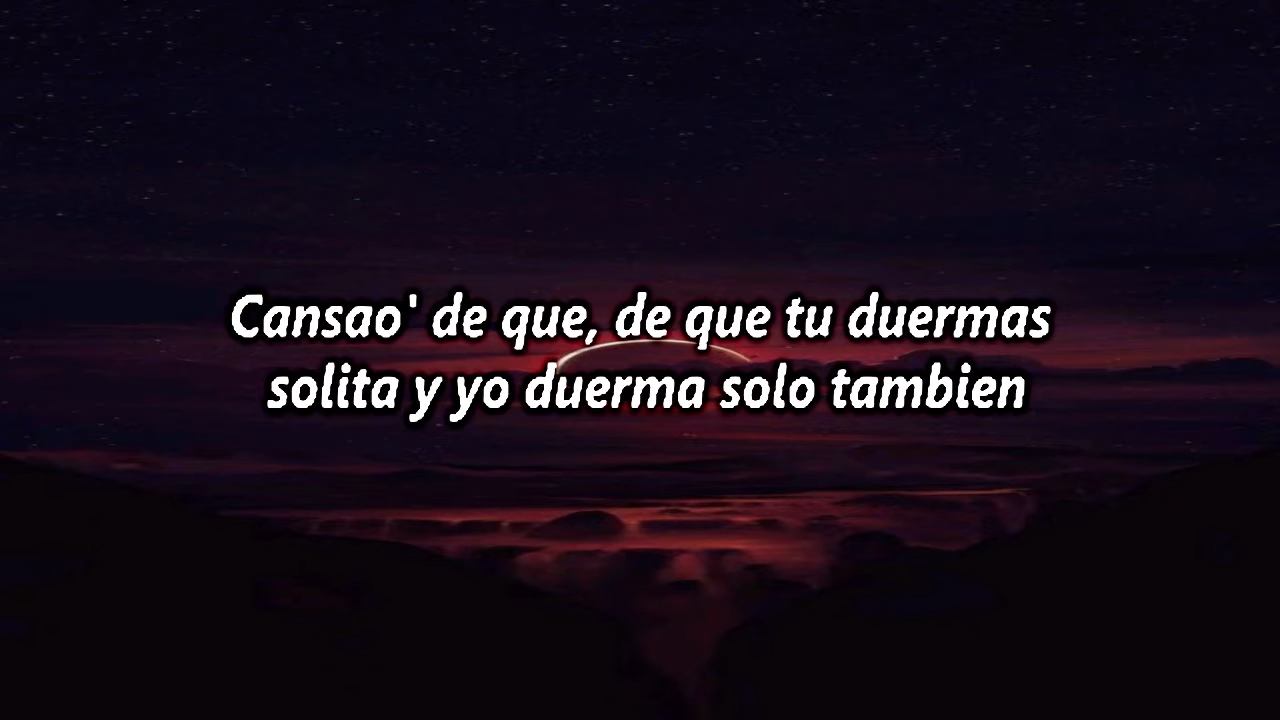 Cansao' de que, de que tu duermas
solita y yo duerma solo tambien